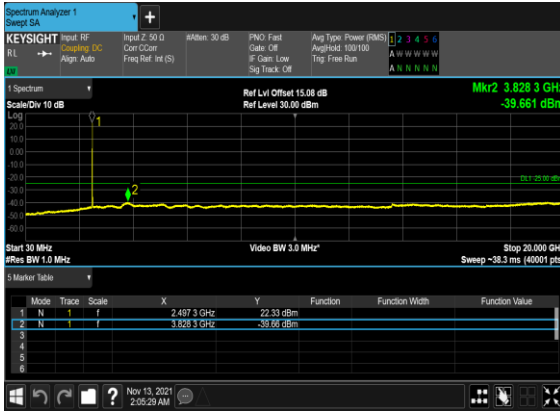 Spectrum Analyzer 1
Swept SA
+
KEYSIGHT Input: RF Input Z: 50 Ω #Atten: 30 dB PNO: Fast Avg Type: Power (RMS) 1 2 3 4 5 6
RL Coupling: DC Corr CCorr Gate: Off Avg|Hold: 100/100 A W W W W W
Align: Auto Freq Ref: Int (S) IF Gain: Low Trig: Free Run
Sig Track: Off A N N N N N
1 Spectrum Ref Lvl Offset 15.08 dB Mkr2 3.828 3 GHz
Scale/Div 10 dB Ref Level 30.00 dBm -39.661 dBm
Log
20.0
10.0
0.00
-10.0
-20.0
-30.0
-40.0
-50.0
-60.0
1
2
DL1 -25.00 dBm
Start 30 MHz Video BW 3.0 MHz* Stop 20.000 GH
#Res BW 1.0 MHz Sweep ~38.3 ms (40001 pts
5 Marker Table
Mode Trace Scale X Y Function Function Width Function Value
1 N 1 f 2.497 3 GHz 22.33 dBm
2 N 1 f 3.828 3 GHz -39.66 dBm
3
4
5
6
? Nov 13, 2021
2:05:29 AM